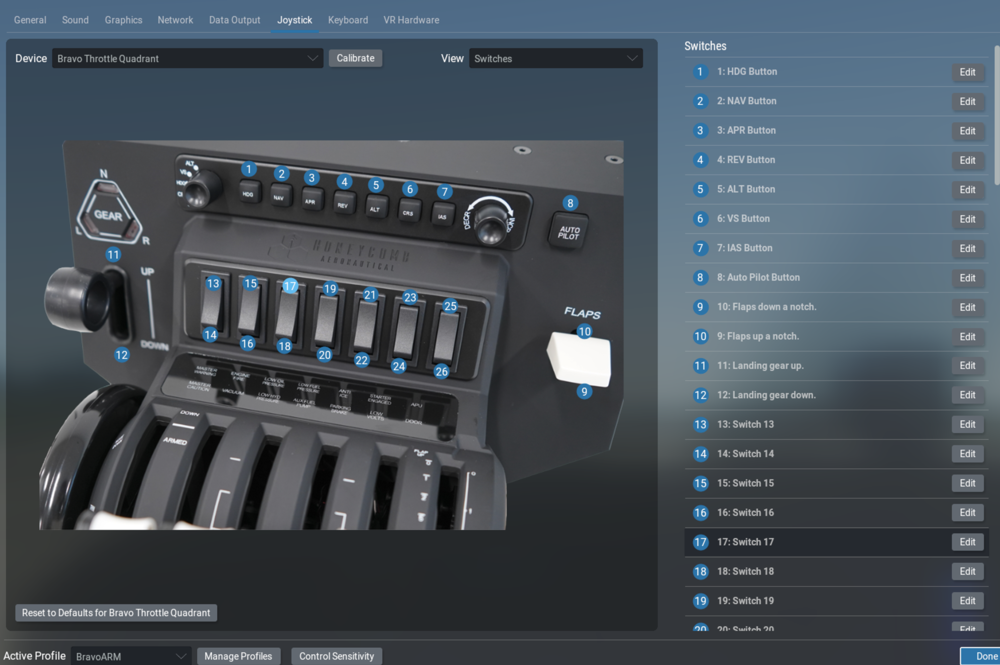 General Sound Graphics Network Data Output Joystick Keyboard VR Hardware
Device Bravo Throttle Quadrant Calibrate View Switches
ALT
VS
HDG
N
GEAR
L
R
1
2
3
4
5
6
7
8
HDG
NAV
APR
REV
ALT
CRS
IAS
DECR
INCR
AUTO
PILOT
HONEYCOMB
AERONAUTICAL
11
UP
DOWN
12
13
15
17
19
21
23
25
14
16
18
20
22
24
26
FLAPS
10
9
MASTER
WARNING
ENGINE
FIRE
LOW OIL
PRESSURE
LOW FUEL
PRESSURE
ANTI
ICE
STARTER
ENGAGED
APU
MASTER
CAUTION
VACUUM
LOW HYD
PRESSURE
AUX FUEL
PUMP
PARKING
BRAKE
LOW
VOLTS
DOOR
DOWN
ARMED
FLAP
UP
Reset to Defaults for Bravo Throttle Quadrant
Switches
1 1: HDG Button Edit
2 2: NAV Button Edit
3 3: APR Button Edit
4 4: REV Button Edit
5 5: ALT Button Edit
6 6: VS Button Edit
7 7: IAS Button Edit
8 8: Auto Pilot Button Edit
9 10: Flaps down a notch. Edit
10 9: Flaps up a notch. Edit
11 11: Landing gear up. Edit
12 12: Landing gear down. Edit
13 13: Switch 13 Edit
14 14: Switch 14 Edit
15 15: Switch 15 Edit
16 16: Switch 16 Edit
17 17: Switch 17 Edit
18 18: Switch 18 Edit
19 19: Switch 19 Edit
20 20: Switch 20 Edit
Active Profile BravoARM Manage Profiles Control Sensitivity Done